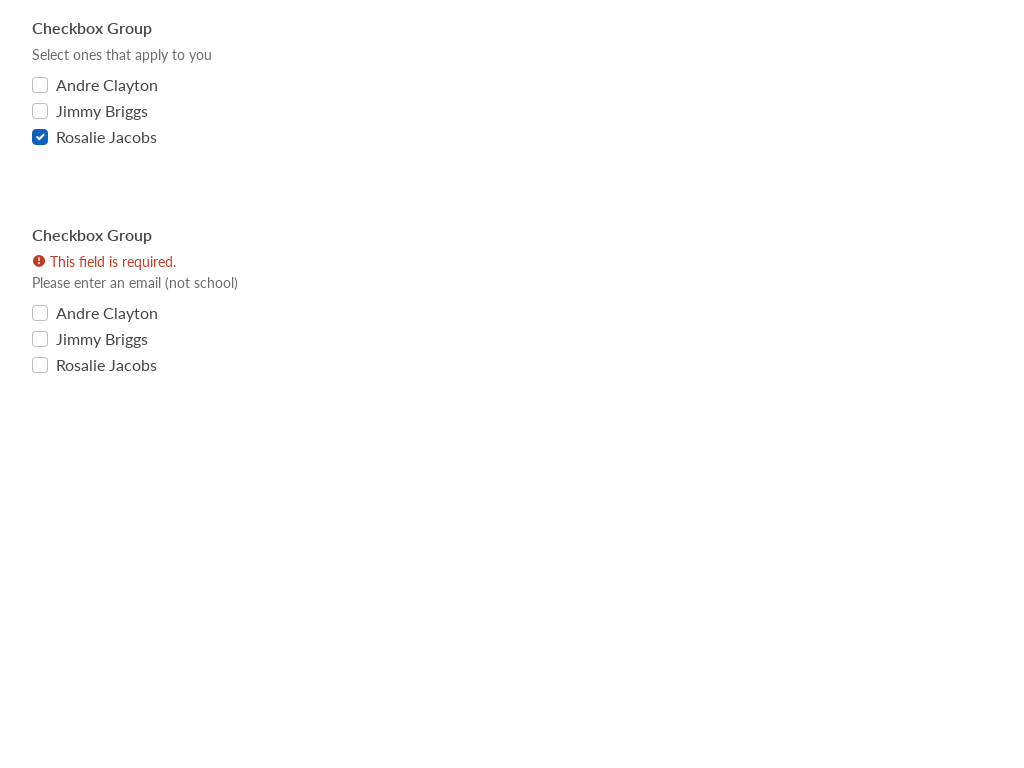 Checkbox Group
Select ones that apply to you
Andre Clayton
Jimmy Briggs
Rosalie Jacobs
Checkbox Group
This field is required.
Please enter an email (not school)
Andre Clayton
Jimmy Briggs
Rosalie Jacobs